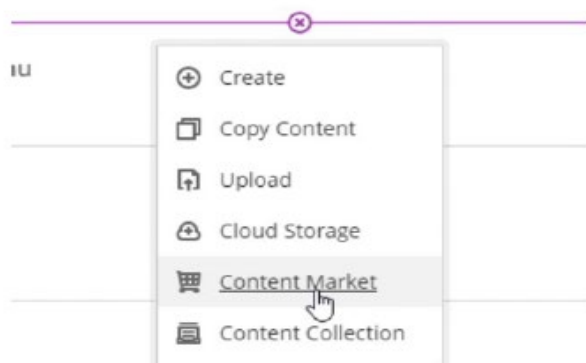 Create
Copy Content
Upload
Cloud Storage
Content Market
Content Collection